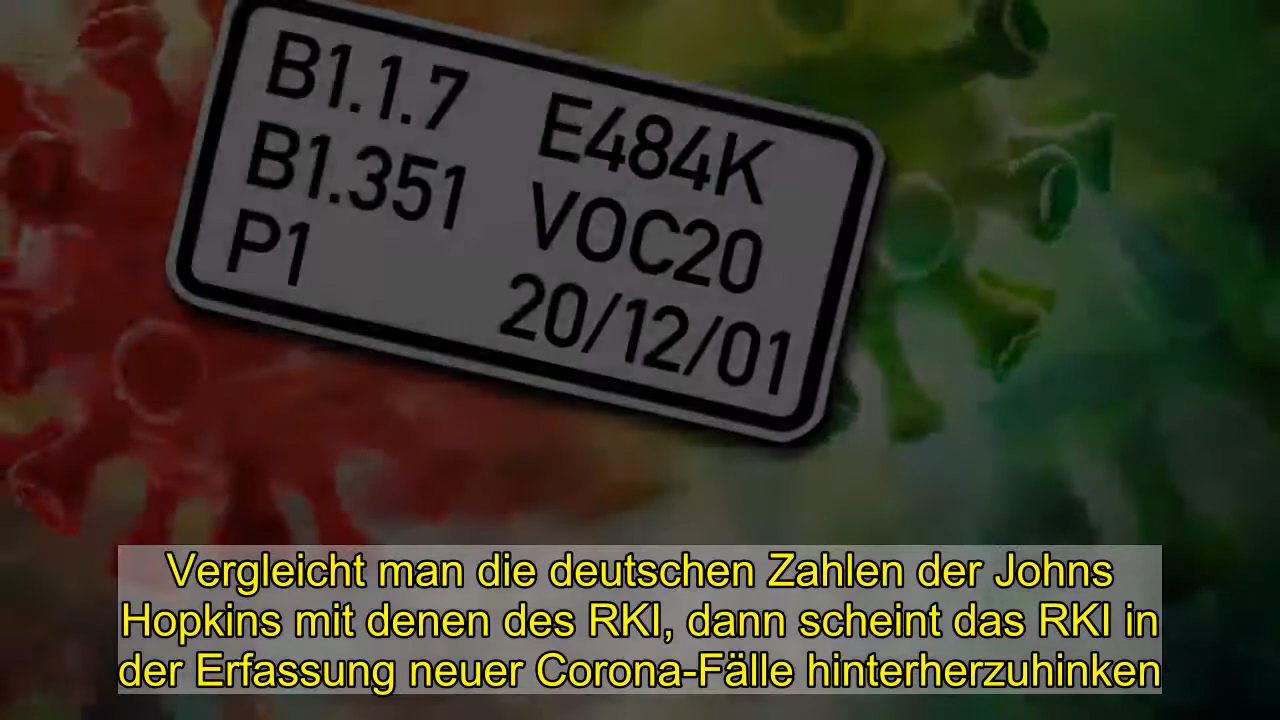 B1.1.7 E484K
B1.351 VOC20
P1 20/12/01
Vergleicht man die deutschen Zahlen der Johns
Hopkins mit denen des RKI, dann scheint das RKI in
der Erfassung neuer Corona-Fälle hinterherzuhinken